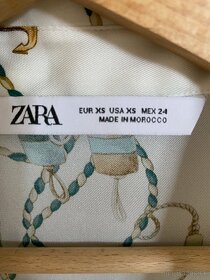 ZARA
EUR XS USA XS MEX 24
MADE IN MOROCCO